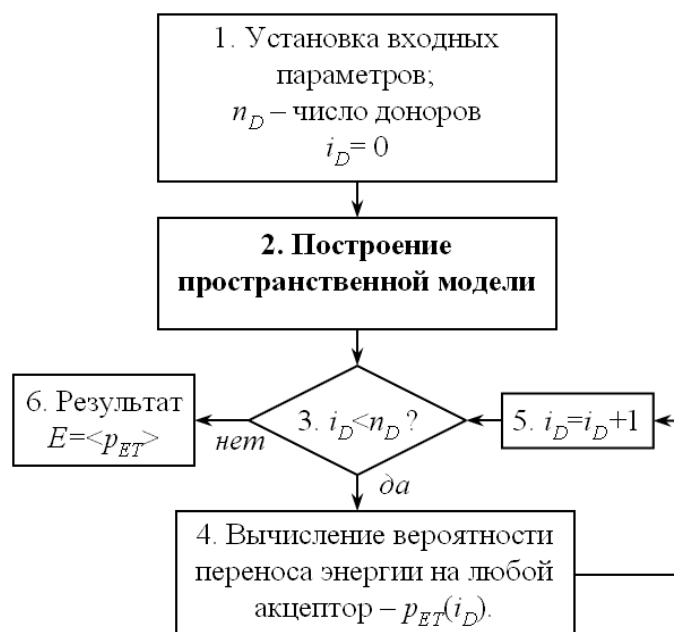 1. Установка входных
параметров;
n_D – число доноров
i_D= 0
2. Построение
пространственной модели
3. i_D<n_D ?
нет
да
4. Вычисление вероятности
переноса энергии на любой
акцептор – p_ET(i_D).
5. i_D=i_D+1
6. Результат
E=<p_ET>